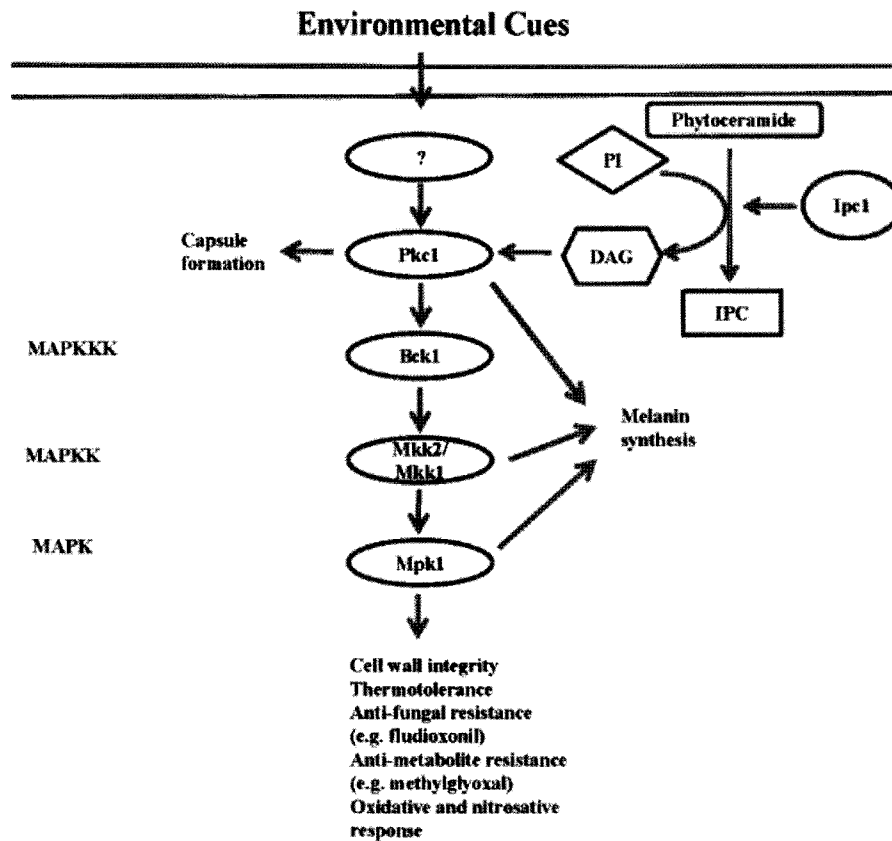 Environmental Cues
Phytoceramide
?
PI
Ipc1
Capsule
formation
Pkc1
DAG
IPC
MAPKKK
Bck1
Melanin
synthesis
MAPKK
Mkk2/
Mkk1
MAPK
Mpk1
Cell wall integrity
Thermotolerance
Anti-fungal resistance
(e.g. fludioxonil)
Anti-metabolite resistance
(e.g. methylglyoxal)
Oxidative and nitrosative
response